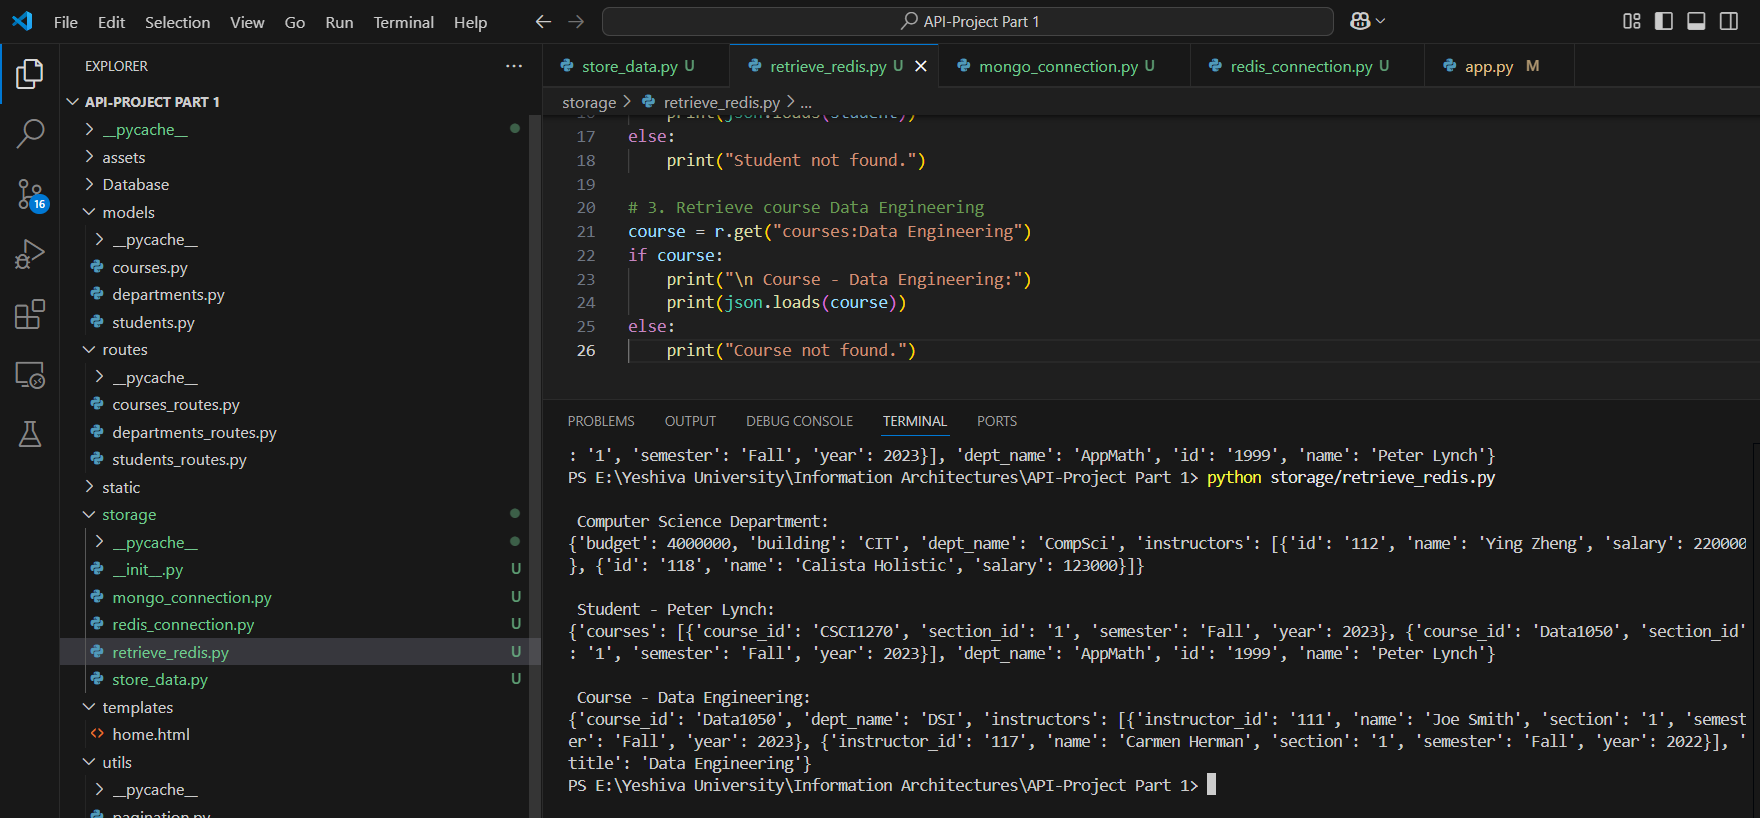 File Edit Selection View Go Run Terminal Help
API-Project Part 1
EXPLORER
API-PROJECT PART 1
__pycache__
assets
Database
models
__pycache__
courses.py
departments.py
students.py
routes
__pycache__
courses_routes.py
departments_routes.py
students_routes.py
static
storage
__pycache__
__init__.py U
mongo_connection.py U
redis_connection.py U
retrieve_redis.py U
store_data.py U
templates
home.html
utils
__pycache__
pagination.py
16
store_data.py U retrieve_redis.py U mongo_connection.py U redis_connection.py U app.py M
storage > retrieve_redis.py > ...
16 print(json.loads(student))
17 else:
18 print("Student not found.")
19
20 # 3. Retrieve course Data Engineering
21 course = r.get("courses:Data Engineering")
22 if course:
23 print("\n Course - Data Engineering:")
24 print(json.loads(course))
25 else:
26 print("Course not found.")
PROBLEMS OUTPUT DEBUG CONSOLE TERMINAL PORTS
: '1', 'semester': 'Fall', 'year': 2023}], 'dept_name': 'AppMath', 'id': '1999', 'name': 'Peter Lynch'}
PS E:\Yeshiva University\Information Architectures\API-Project Part 1> python storage/retrieve_redis.py
Computer Science Department:
{'budget': 4000000, 'building': 'CIT', 'dept_name': 'CompSci', 'instructors': [{'id': '112', 'name': 'Ying Zheng', 'salary': 220000
}, {'id': '118', 'name': 'Calista Holistic', 'salary': 123000}]}
Student - Peter Lynch:
{'courses': [{'course_id': 'CSCI1270', 'section_id': '1', 'semester': 'Fall', 'year': 2023}, {'course_id': 'Data1050', 'section_id'
: '1', 'semester': 'Fall', 'year': 2023}], 'dept_name': 'AppMath', 'id': '1999', 'name': 'Peter Lynch'}
Course - Data Engineering:
{'course_id': 'Data1050', 'dept_name': 'DSI', 'instructors': [{'instructor_id': '111', 'name': 'Joe Smith', 'section': '1', 'semest
er': 'Fall', 'year': 2023}, {'instructor_id': '117', 'name': 'Carmen Herman', 'section': '1', 'semester': 'Fall', 'year': 2022}], '
title': 'Data Engineering'}
PS E:\Yeshiva University\Information Architectures\API-Project Part 1>